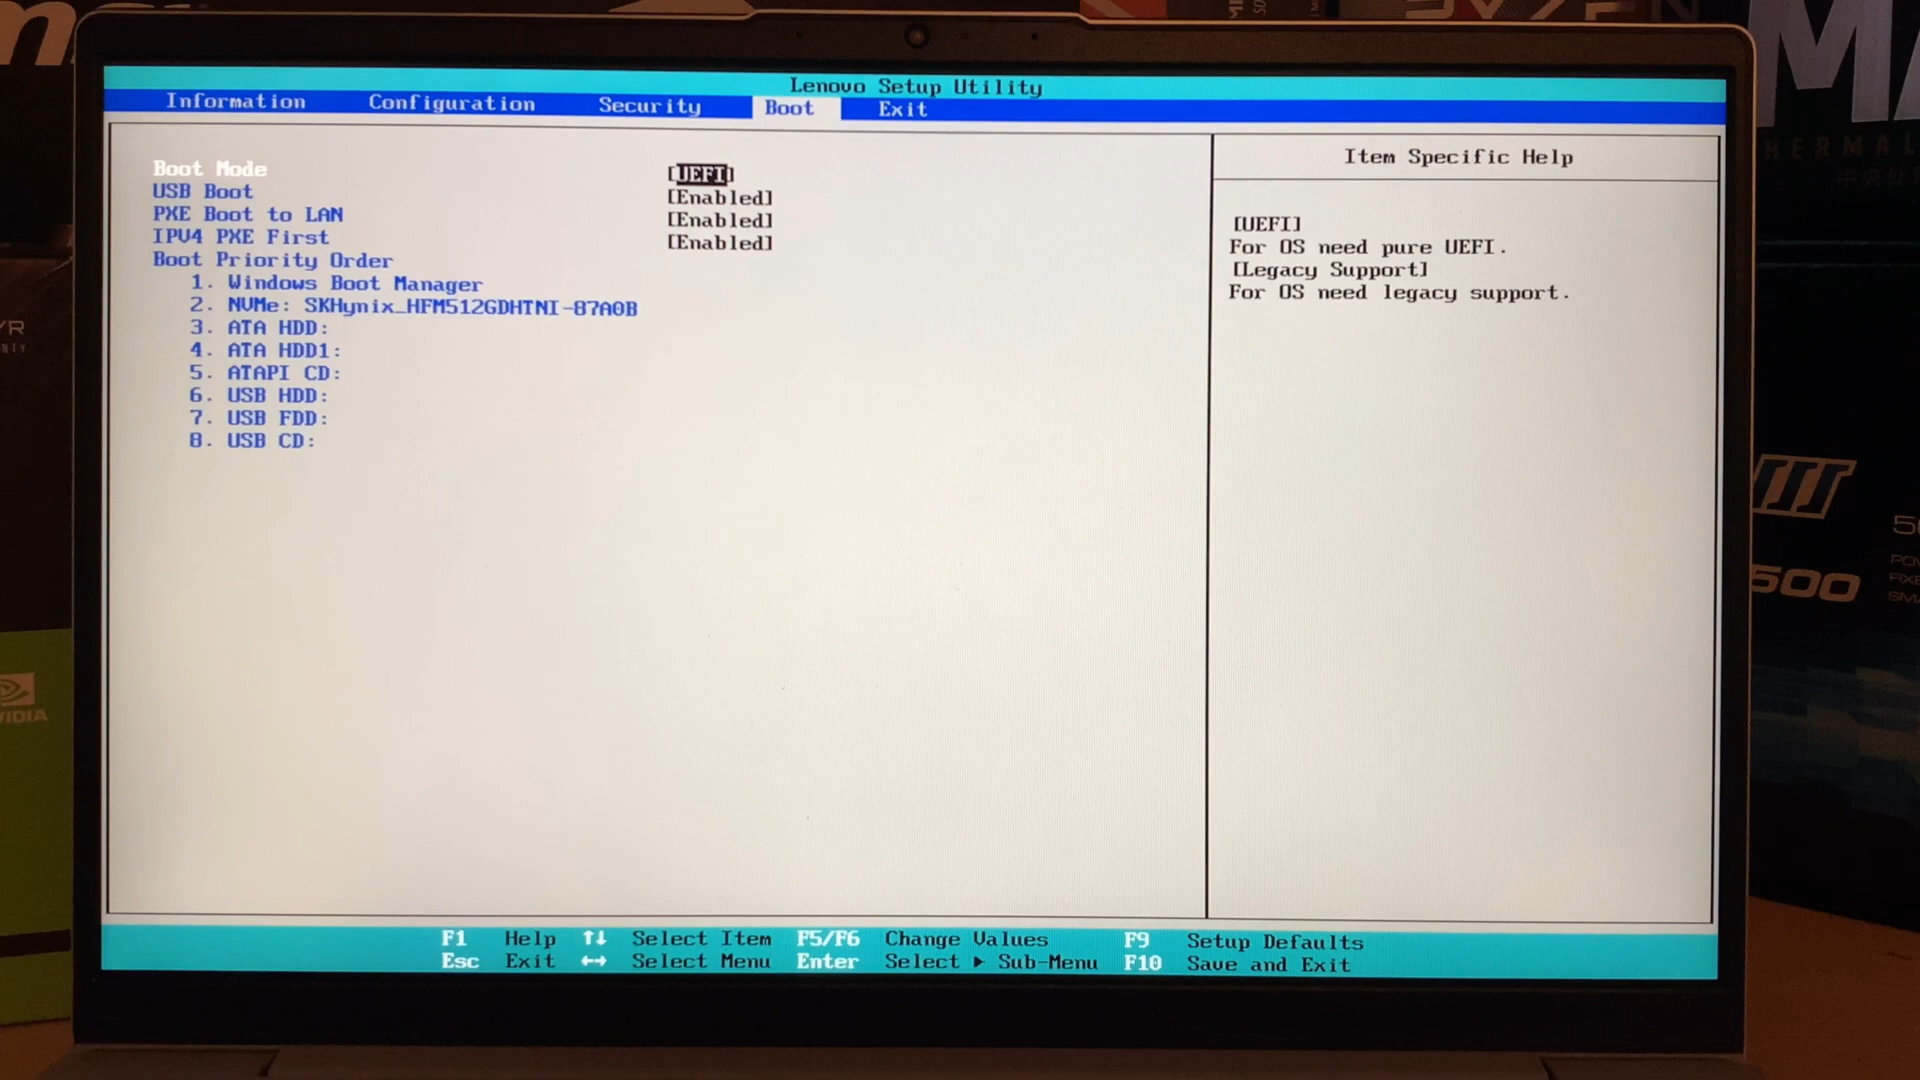 Lenovo Setup Utility
Information Configuration Security Boot Exit
Boot Mode [UEFI]
USB Boot [Enabled]
PXE Boot to LAN [Enabled]
IPV4 PXE First [Enabled]
Boot Priority Order
1. Windows Boot Manager
2. NVMe: SKHynix_HFM512GDHTNI-87A0B
3. ATA HDD:
4. ATA HDD1:
5. ATAPI CD:
6. USB HDD:
7. USB FDD:
8. USB CD:
Item Specific Help
[UEFI]
For OS need pure UEFI.
[Legacy Support]
For OS need legacy support.
F1 Help ↑↓ Select Item F5/F6 Change Values F9 Setup Defaults
Esc Exit ↔ Select Menu Enter Select ▶ Sub-Menu F10 Save and Exit
500